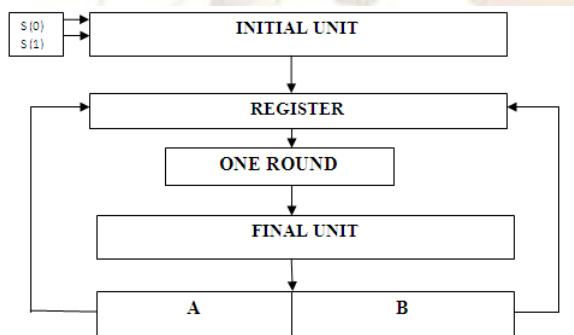 S(0)
S(1)
INITIAL UNIT
REGISTER
ONE ROUND
FINAL UNIT
A B